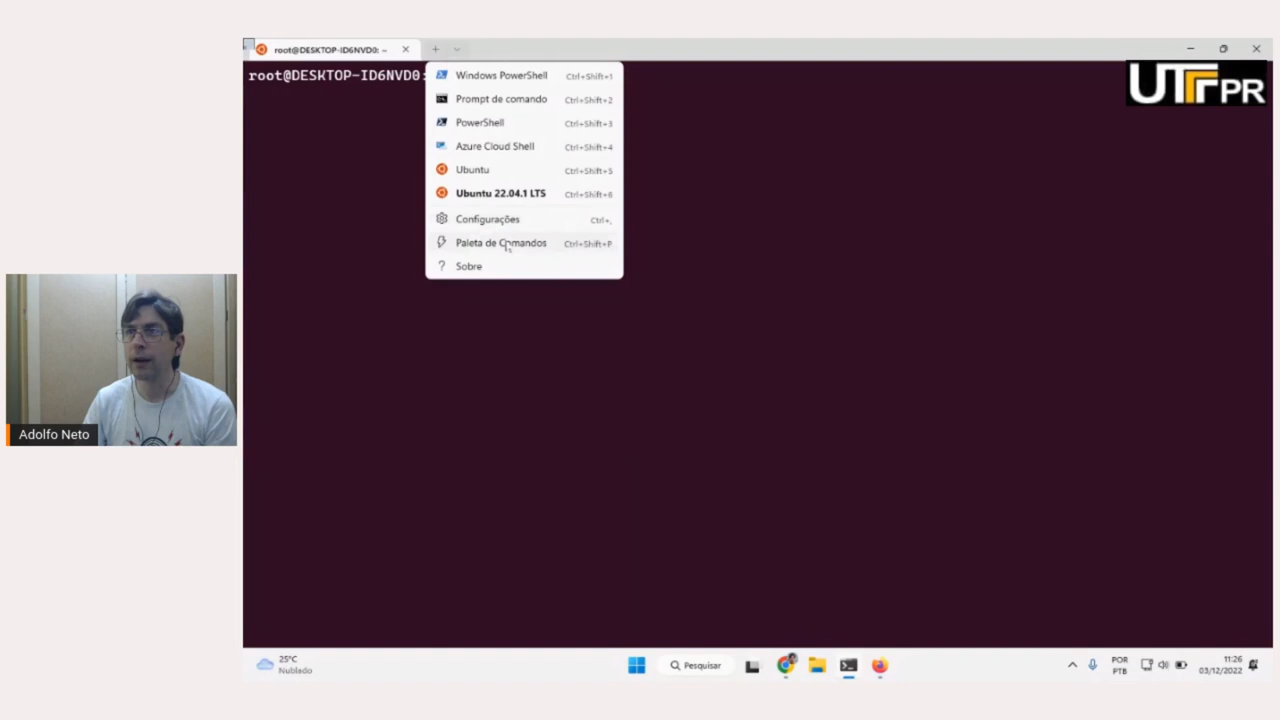 root@DESKTOP-ID6NVD0: ~
root@DESKTOP-ID6NVD0:
Windows PowerShell Ctrl+Shift+1
Prompt de comando Ctrl+Shift+2
PowerShell Ctrl+Shift+3
Azure Cloud Shell Ctrl+Shift+4
Ubuntu Ctrl+Shift+5
Ubuntu 22.04.1 LTS Ctrl+Shift+6
Configurações Ctrl+,
Paleta de Comandos Ctrl+Shift+P
Sobre
UTFPR
Adolfo Neto
25°C
Nublado
Pesquisar
POR
PTB
11:26
03/12/2022